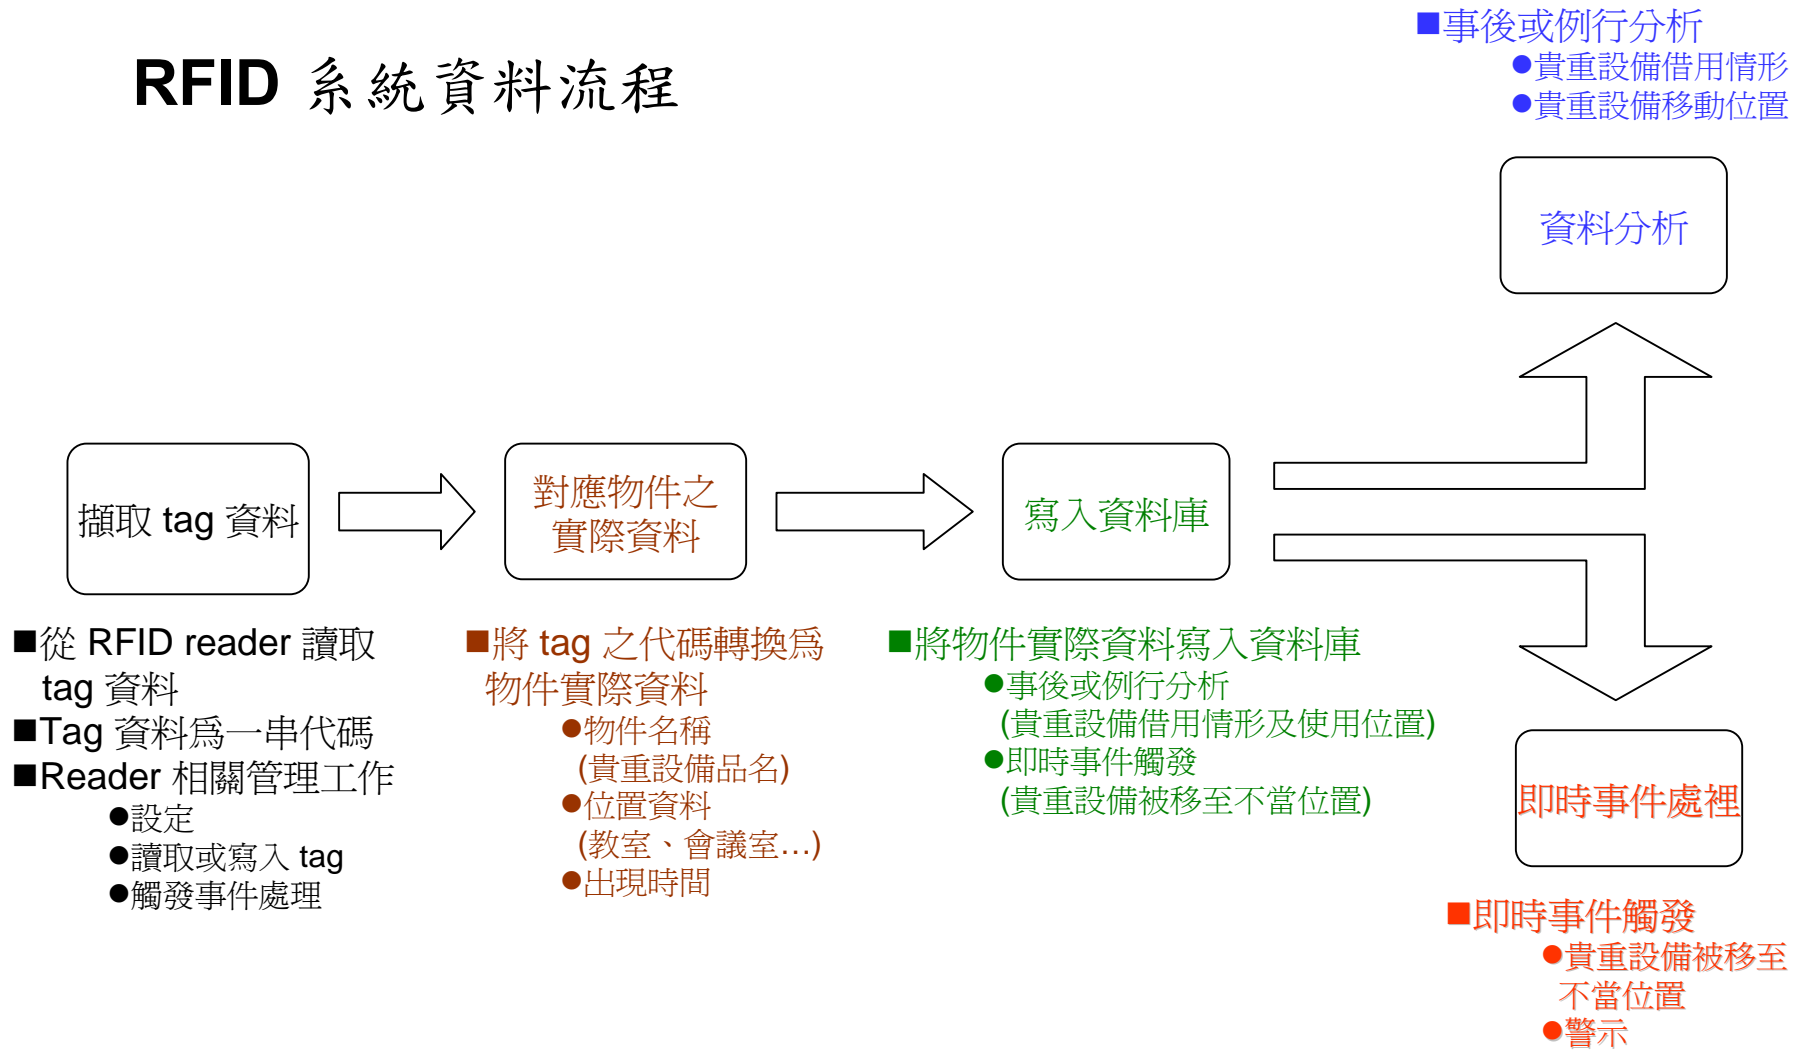 RFID 系統資料流程
■事後或例行分析
●貴重設備借用情形
●貴重設備移動位置
資料分析
擷取 tag 資料
■從 RFID reader 讀取
tag 資料
■Tag 資料為一串代碼
■Reader 相關管理工作
●設定
●讀取或寫入 tag
●觸發事件處理
對應物件之
實際資料
■將 tag 之代碼轉換為
物件實際資料
●物件名稱
(貴重設備品名)
●位置資料
(教室、會議室…)
●出現時間
寫入資料庫
■將物件實際資料寫入資料庫
●事後或例行分析
(貴重設備借用情形及使用位置)
●即時事件觸發
(貴重設備被移至不當位置)
即時事件處裡
■即時事件觸發
●貴重設備被移至
不當位置
●警示